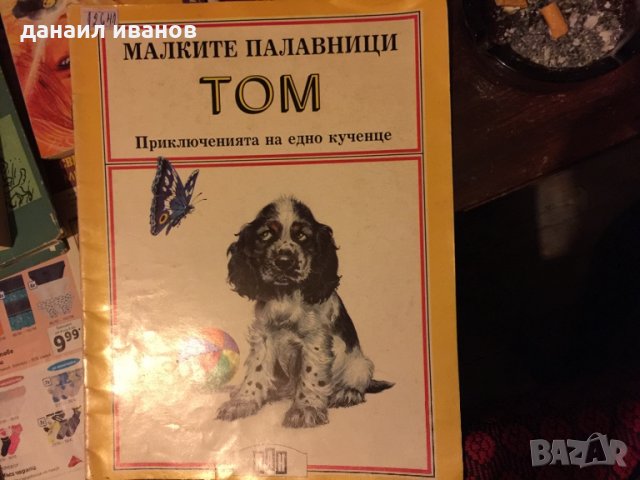 данаил иванов
МАЛКИТЕ ПАЛАВНИЦИ
ТОМ
Приключенията на едно кученце
9.99
BAZAR